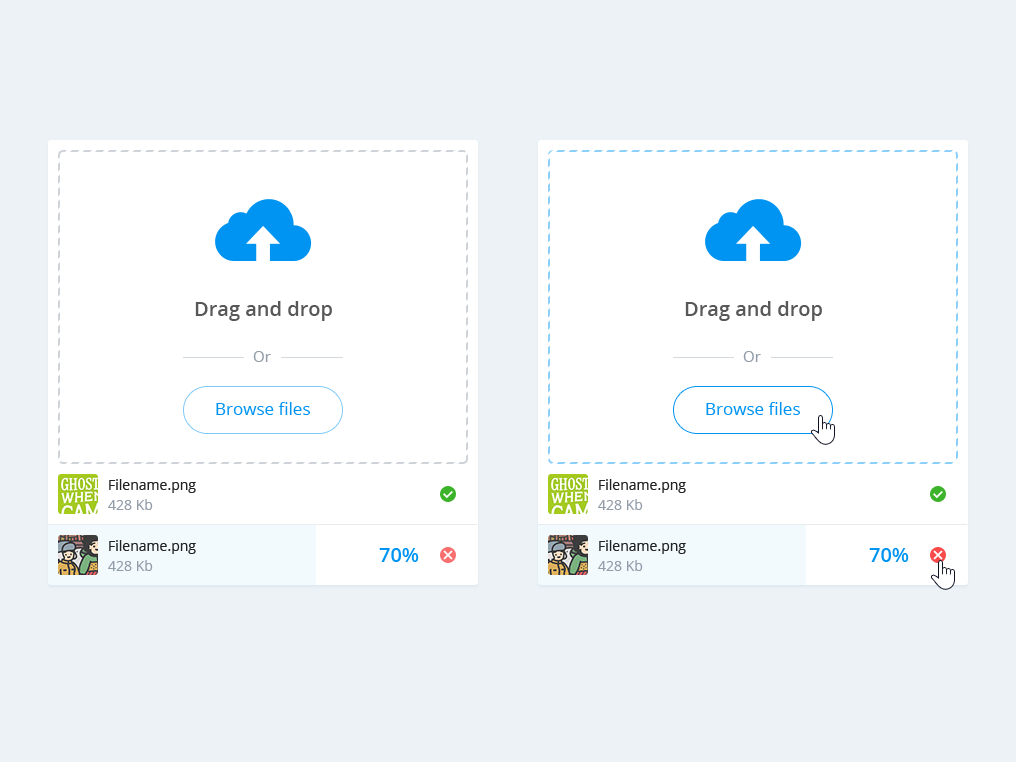 Drag and drop
Or
Browse files
GHOST
WHEN
CAM
Filename.png
428 Kb
Filename.png
428 Kb
70%
Drag and drop
Or
Browse files
GHOST
WHEN
CAM
Filename.png
428 Kb
Filename.png
428 Kb
70%